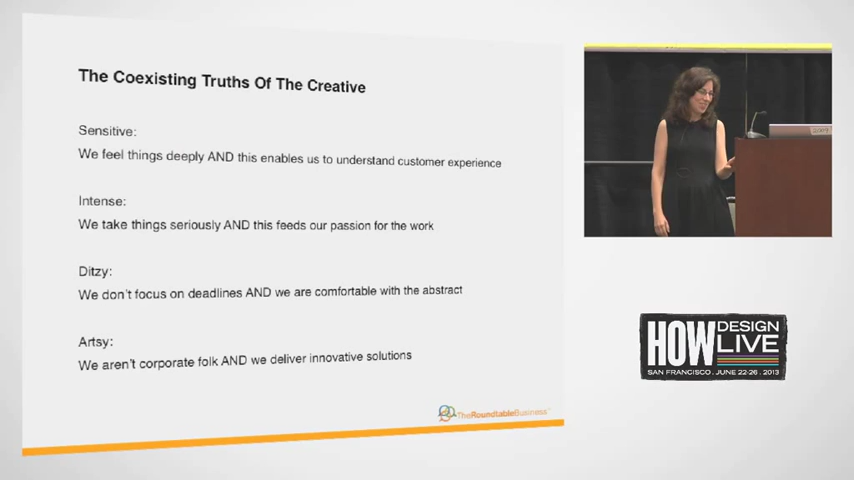 The Coexisting Truths Of The Creative
Sensitive:
We feel things deeply AND this enables us to understand customer experience
Intense:
We take things seriously AND this feeds our passion for the work
Ditzy:
We don't focus on deadlines AND we are comfortable with the abstract
Artsy:
We aren't corporate folk AND we deliver innovative solutions
TheRoundtableBusiness
HOW DESIGN LIVE
SAN FRANCISCO . JUNE 22-26 . 2013